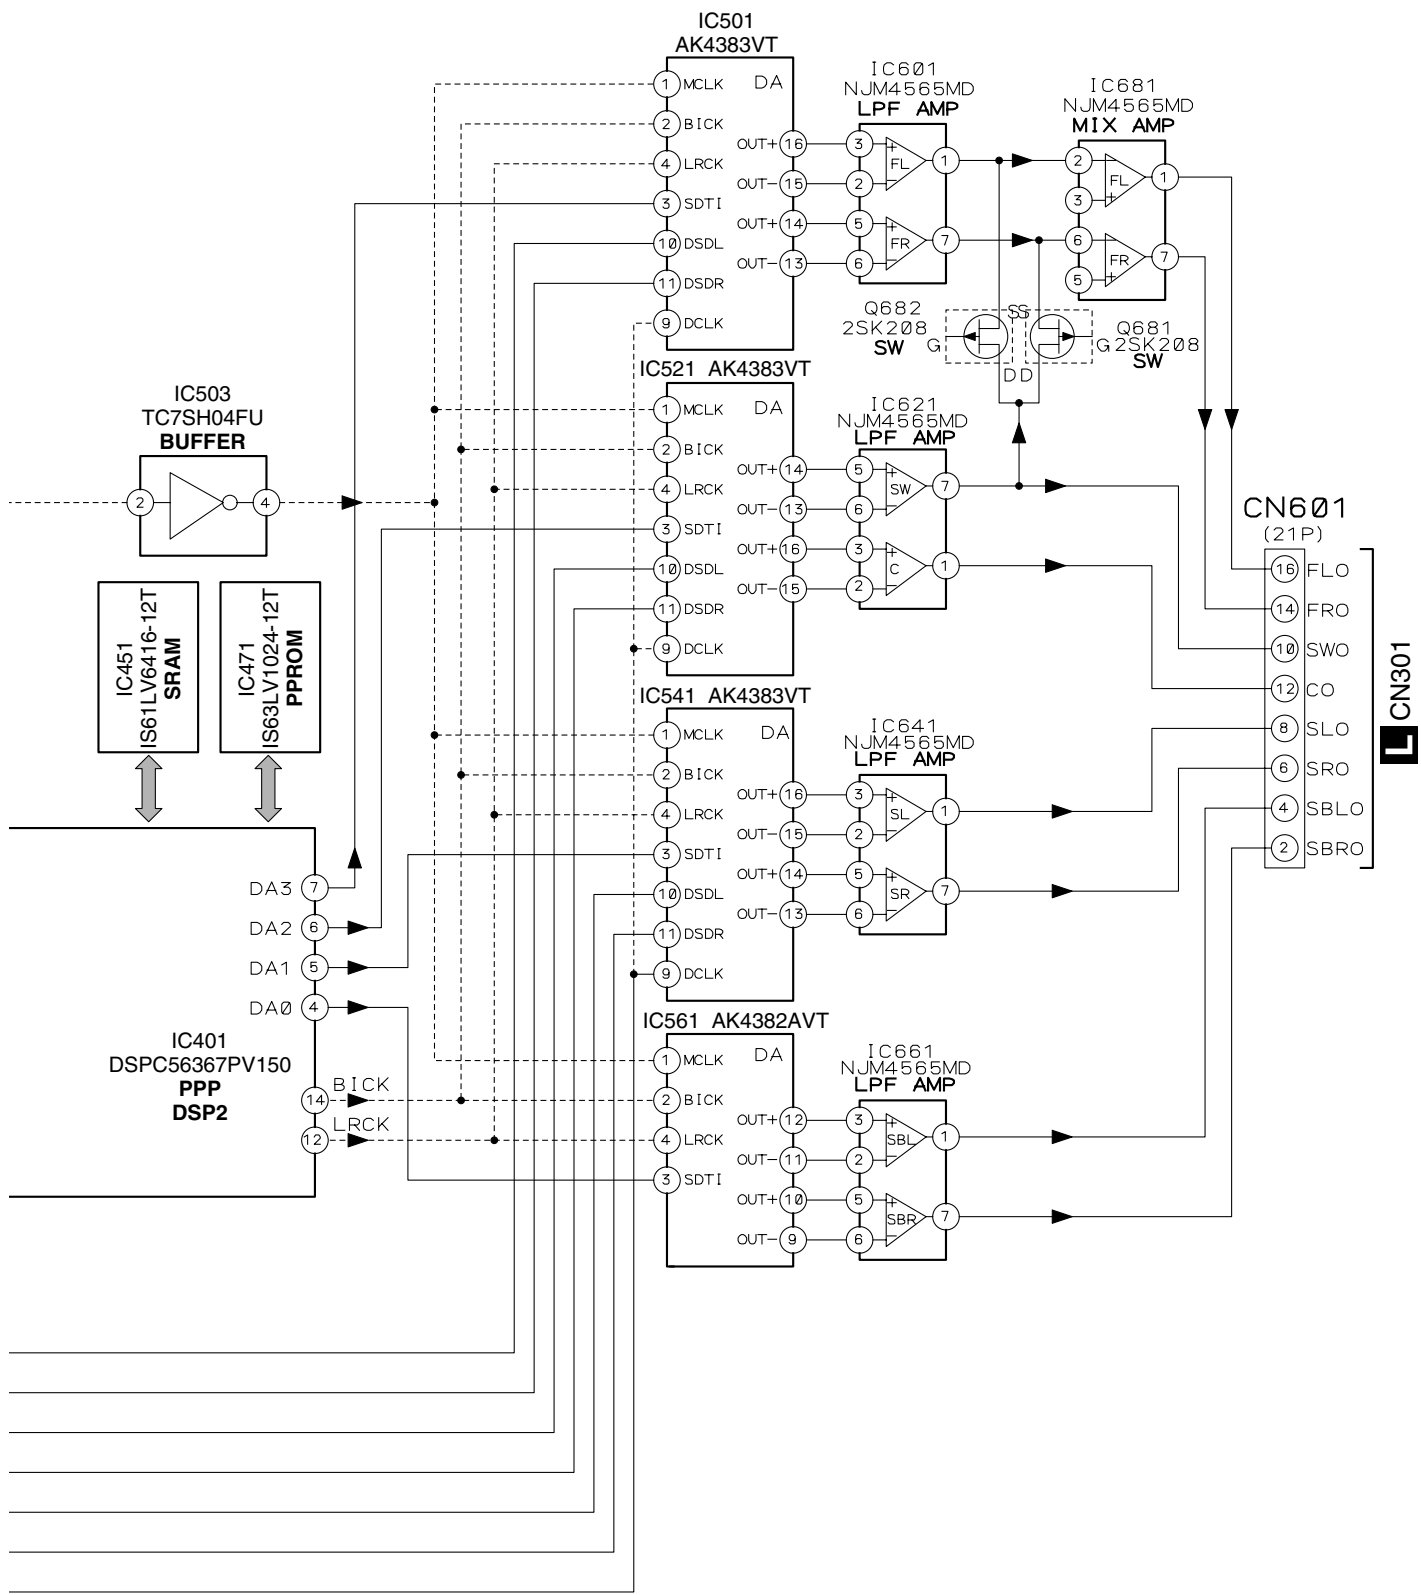 IC501
AK4383VT
1 MCLK DA
2 BICK
OUT+ 16
4 LRCK
OUT- 15
3 SDTI
OUT+ 14
10 DSDL
OUT- 13
11 DSDR
9 DCLK
IC601
NJM4565MD
LPF AMP
3 + FL 1
2 -
5 + FR 7
6 -
IC681
NJM4565MD
MIX AMP
2 - FL 1
3 +
6 - FR 7
5 +
Q682
2SK208
SW
G
S S
D D
Q681
G 2SK208
SW
IC503
TC7SH04FU
BUFFER
2 4
IC521 AK4383VT
1 MCLK DA
2 BICK
OUT+ 14
4 LRCK
OUT- 13
3 SDTI
OUT+ 16
10 DSDL
OUT- 15
11 DSDR
9 DCLK
IC621
NJM4565MD
LPF AMP
5 + SW 7
6 -
3 + C 1
2 -
CN601
(21P)
16 FLO
14 FRO
10 SWO
12 CO
8 SLO
6 SRO
4 SBLO
2 SBRO
L CN301
IC451
IS61LV6416-12T
SRAM
IC471
IS63LV1024-12T
PPROM
IC541 AK4383VT
1 MCLK DA
2 BICK
OUT+ 16
4 LRCK
OUT- 15
3 SDTI
OUT+ 14
10 DSDL
OUT- 13
11 DSDR
9 DCLK
IC641
NJM4565MD
LPF AMP
3 + SL 1
2 -
5 + SR 7
6 -
DA3 7
DA2 6
DA1 5
DA0 4
IC401
DSPC56367PV150
PPP
DSP2
14 BICK
12 LRCK
IC561 AK4382AVT
1 MCLK DA
2 BICK
OUT+ 12
4 LRCK
OUT- 11
3 SDTI
OUT+ 10
OUT- 9
IC661
NJM4565MD
LPF AMP
3 + SBL 1
2 -
5 + SBR 7
6 -